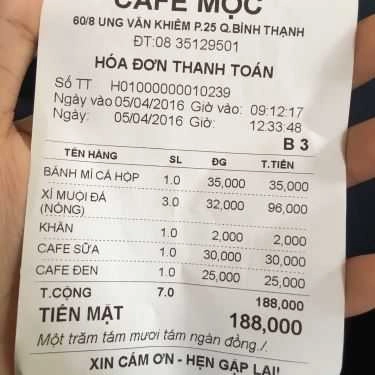 CAFE MỘC
60/8 UNG VĂN KHIÊM P.25 Q.BÌNH THẠNH
ĐT:08 35129501
HÓA ĐƠN THANH TOÁN
Số TT H01000000010239
Ngày vào 05/04/2016 Giờ vào: 09:12:17
Ngày: 05/04/2016 Giờ: 12:33:48
B 3
TÊN HÀNG SL ĐG T.TIỀN
BÁNH MÌ CÁ HỘP 1.0 35,000 35,000
XÍ MUỘI ĐÁ 3.0 32,000 96,000
(NÓNG)
KHĂN 1.0 2,000 2,000
CAFE SỮA 1.0 30,000 30,000
CAFE ĐEN 1.0 25,000 25,000
T.CỘNG 7.0 188,000
TIỀN MẶT 188,000
Một trăm tám mươi tám ngàn đồng./.
XIN CÁM ƠN - HẸN GẶP LẠI!